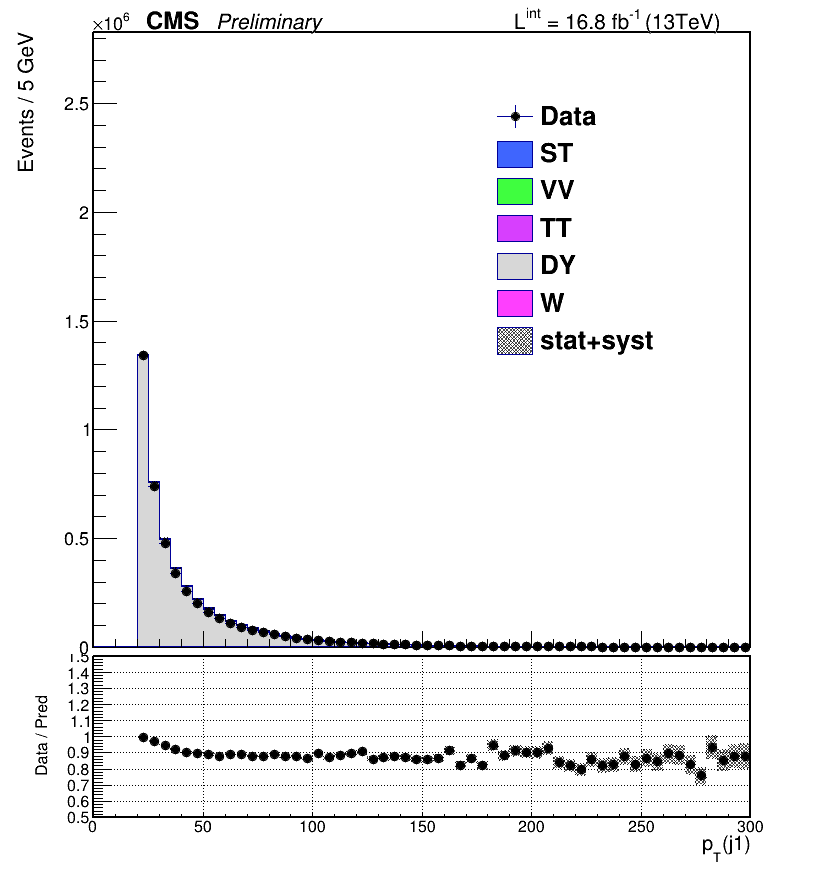 ×10^6 CMS Preliminary L^int = 16.8 fb^-1 (13TeV)
Events / 5 GeV
2.5
2
1.5
1
0.5
0
Data
ST
VV
TT
DY
W
stat+syst
Data / Pred
1.5
1.4
1.3
1.2
1.1
1
0.9
0.8
0.7
0.6
0.5
0 50 100 150 200 250 300
p_T(j1)